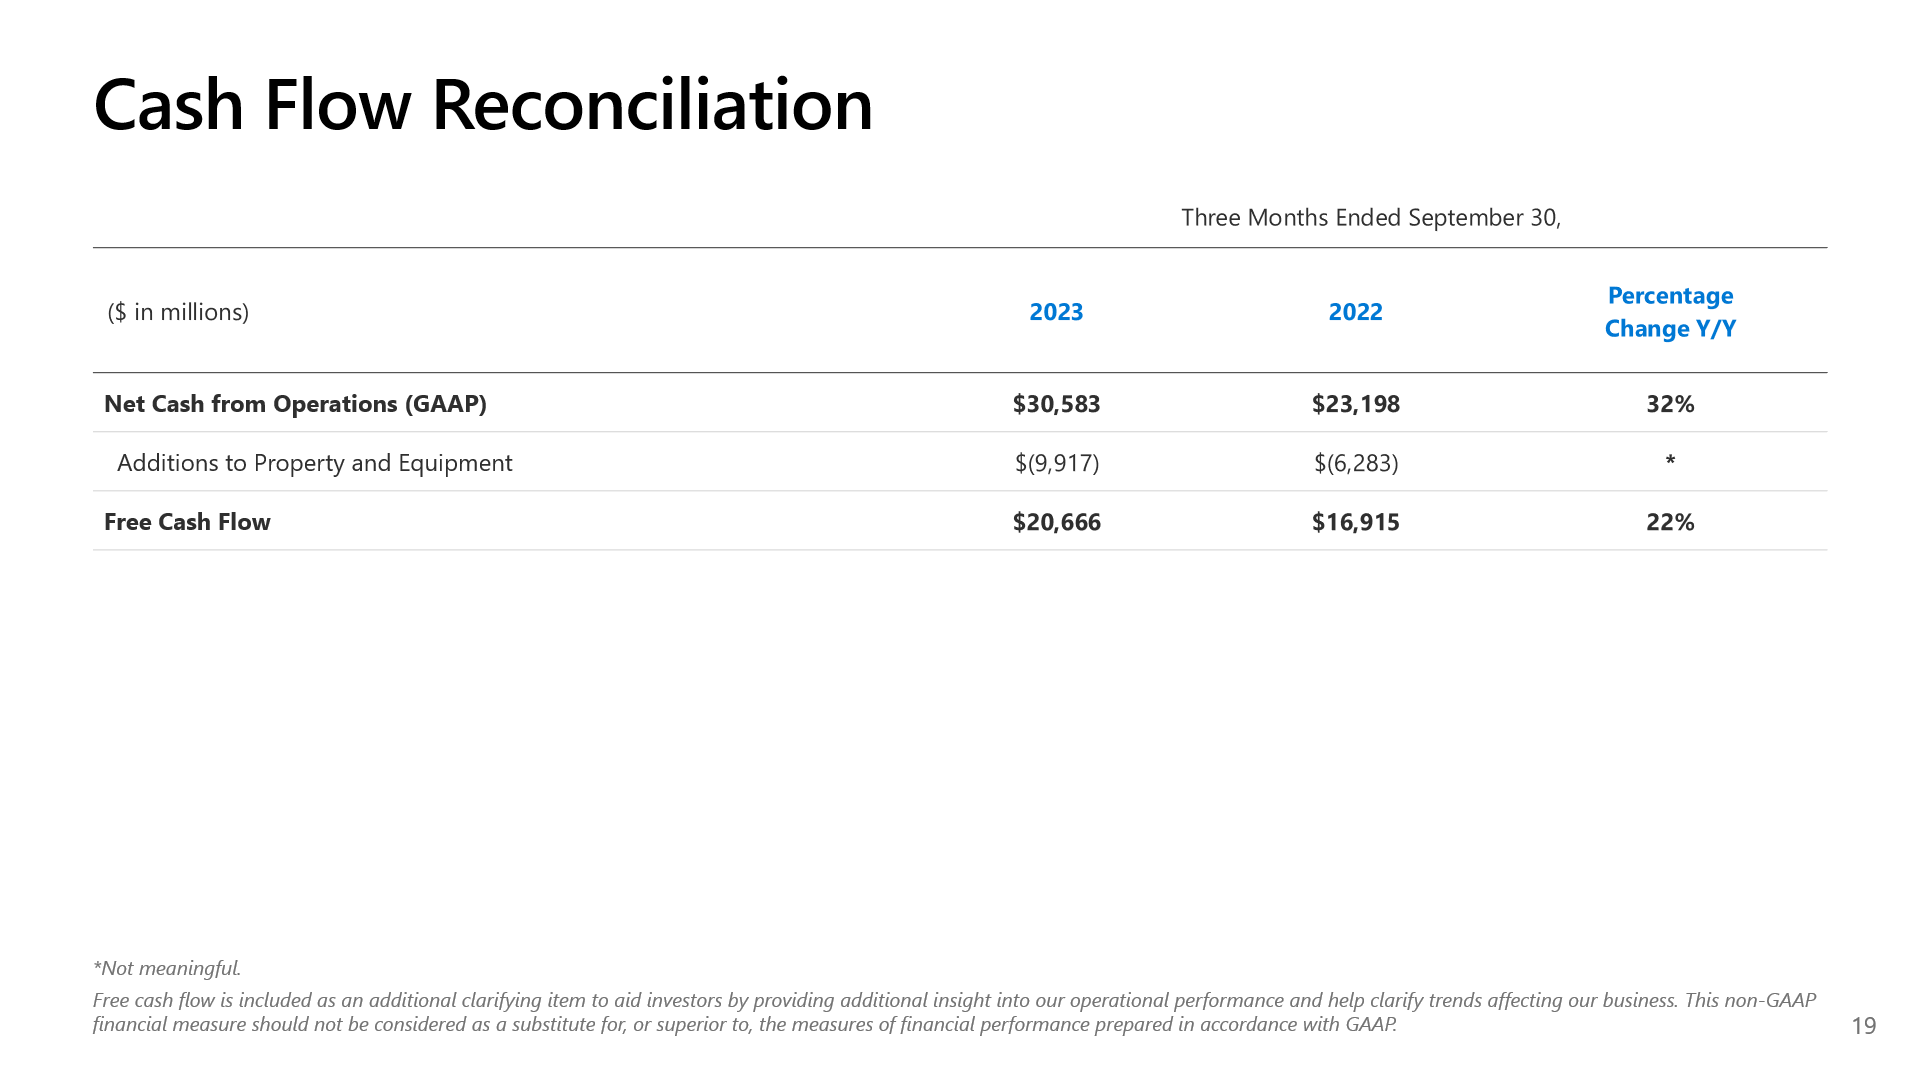 Cash Flow Reconciliation
Three Months Ended September 30,
($ in millions) 2023 2022 Percentage Change Y/Y
Net Cash from Operations (GAAP) $30,583 $23,198 32%
Additions to Property and Equipment $(9,917) $(6,283) *
Free Cash Flow $20,666 $16,915 22%
*Not meaningful.
Free cash flow is included as an additional clarifying item to aid investors by providing additional insight into our operational performance and help clarify trends affecting our business. This non-GAAP
financial measure should not be considered as a substitute for, or superior to, the measures of financial performance prepared in accordance with GAAP.
19